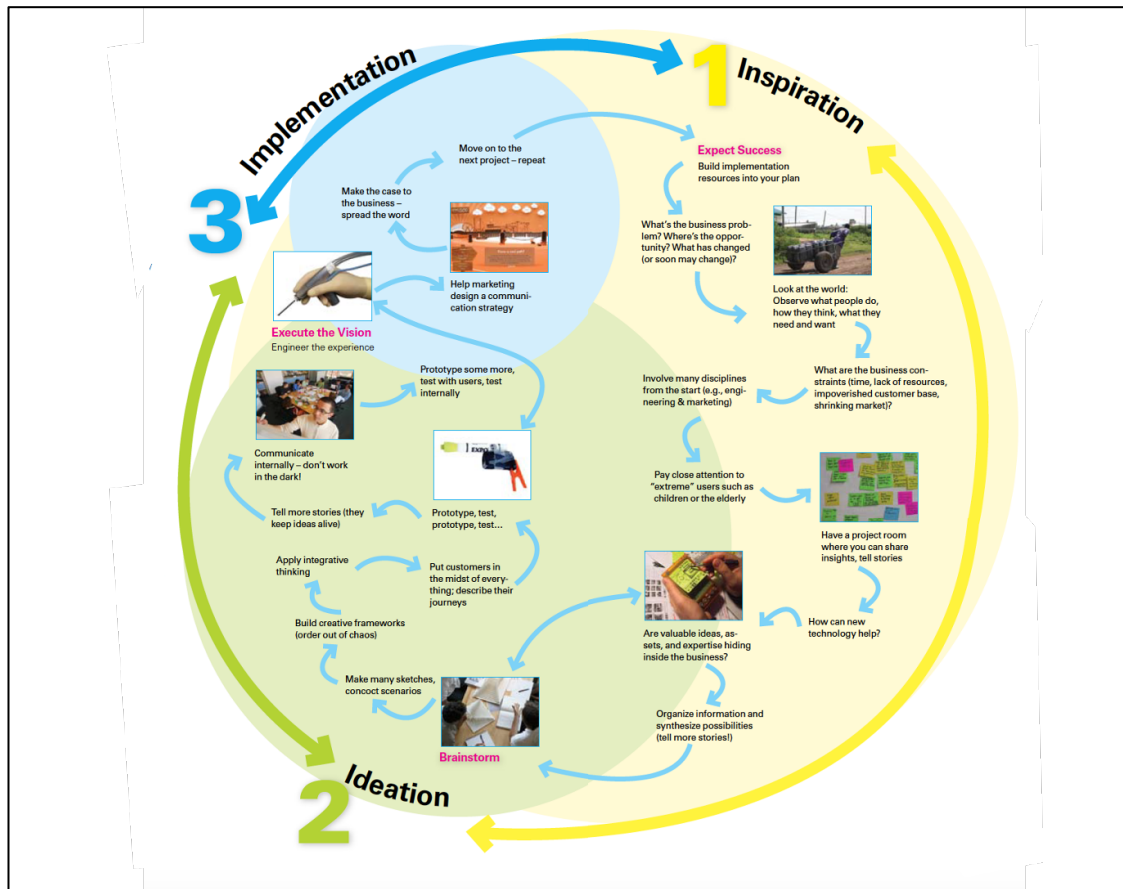 1
Inspiration
Expect Success
Build implementation
resources into your plan
What's the business prob-
lem? Where's the oppor-
tunity? What has changed
(or soon may change)?
Look at the world:
Observe what people do,
how they think, what they
need and want
What are the business con-
straints (time, lack of resources,
impoverished customer base,
shrinking market)?
Involve many disciplines
from the start (e.g., engi-
neering & marketing)
Pay close attention to
“extreme” users such as
children or the elderly
Have a project room
where you can share
insights, tell stories
How can new
technology help?
Are valuable ideas, as-
sets, and expertise hiding
inside the business?
Organize information and
synthesize possibilities
(tell more stories!)
2
Ideation
Brainstorm
Make many sketches,
concoct scenarios
Build creative frameworks
(order out of chaos)
Apply integrative
thinking
Put customers in
the midst of every-
thing; describe their
journeys
EXPO
Prototype, test,
prototype, test...
Tell more stories (they
keep ideas alive)
Communicate
internally – don't work
in the dark!
Prototype some more,
test with users, test
internally
3
Implementation
Execute the Vision
Engineer the experience
Help marketing
design a communi-
cation strategy
Make the case to
the business –
spread the word
Move on to the
next project – repeat